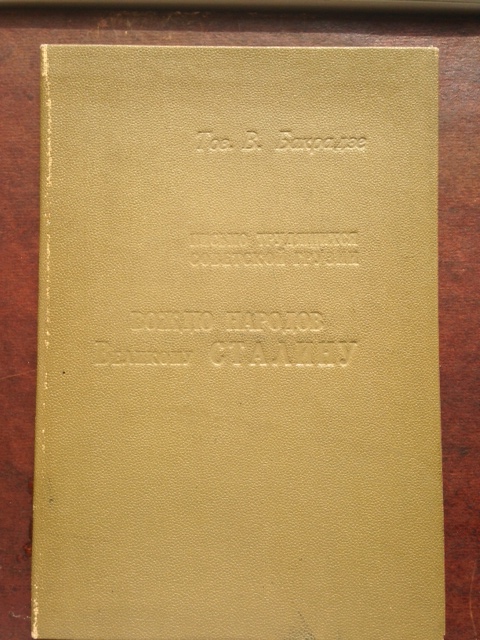 Тов. В. Бакрадзе
ПИСЬМО ТРУДЯЩИХСЯ
СОВЕТСКОЙ ГРУЗИИ
ВОЖДЮ НАРОДОВ
Великому СТАЛИНУ